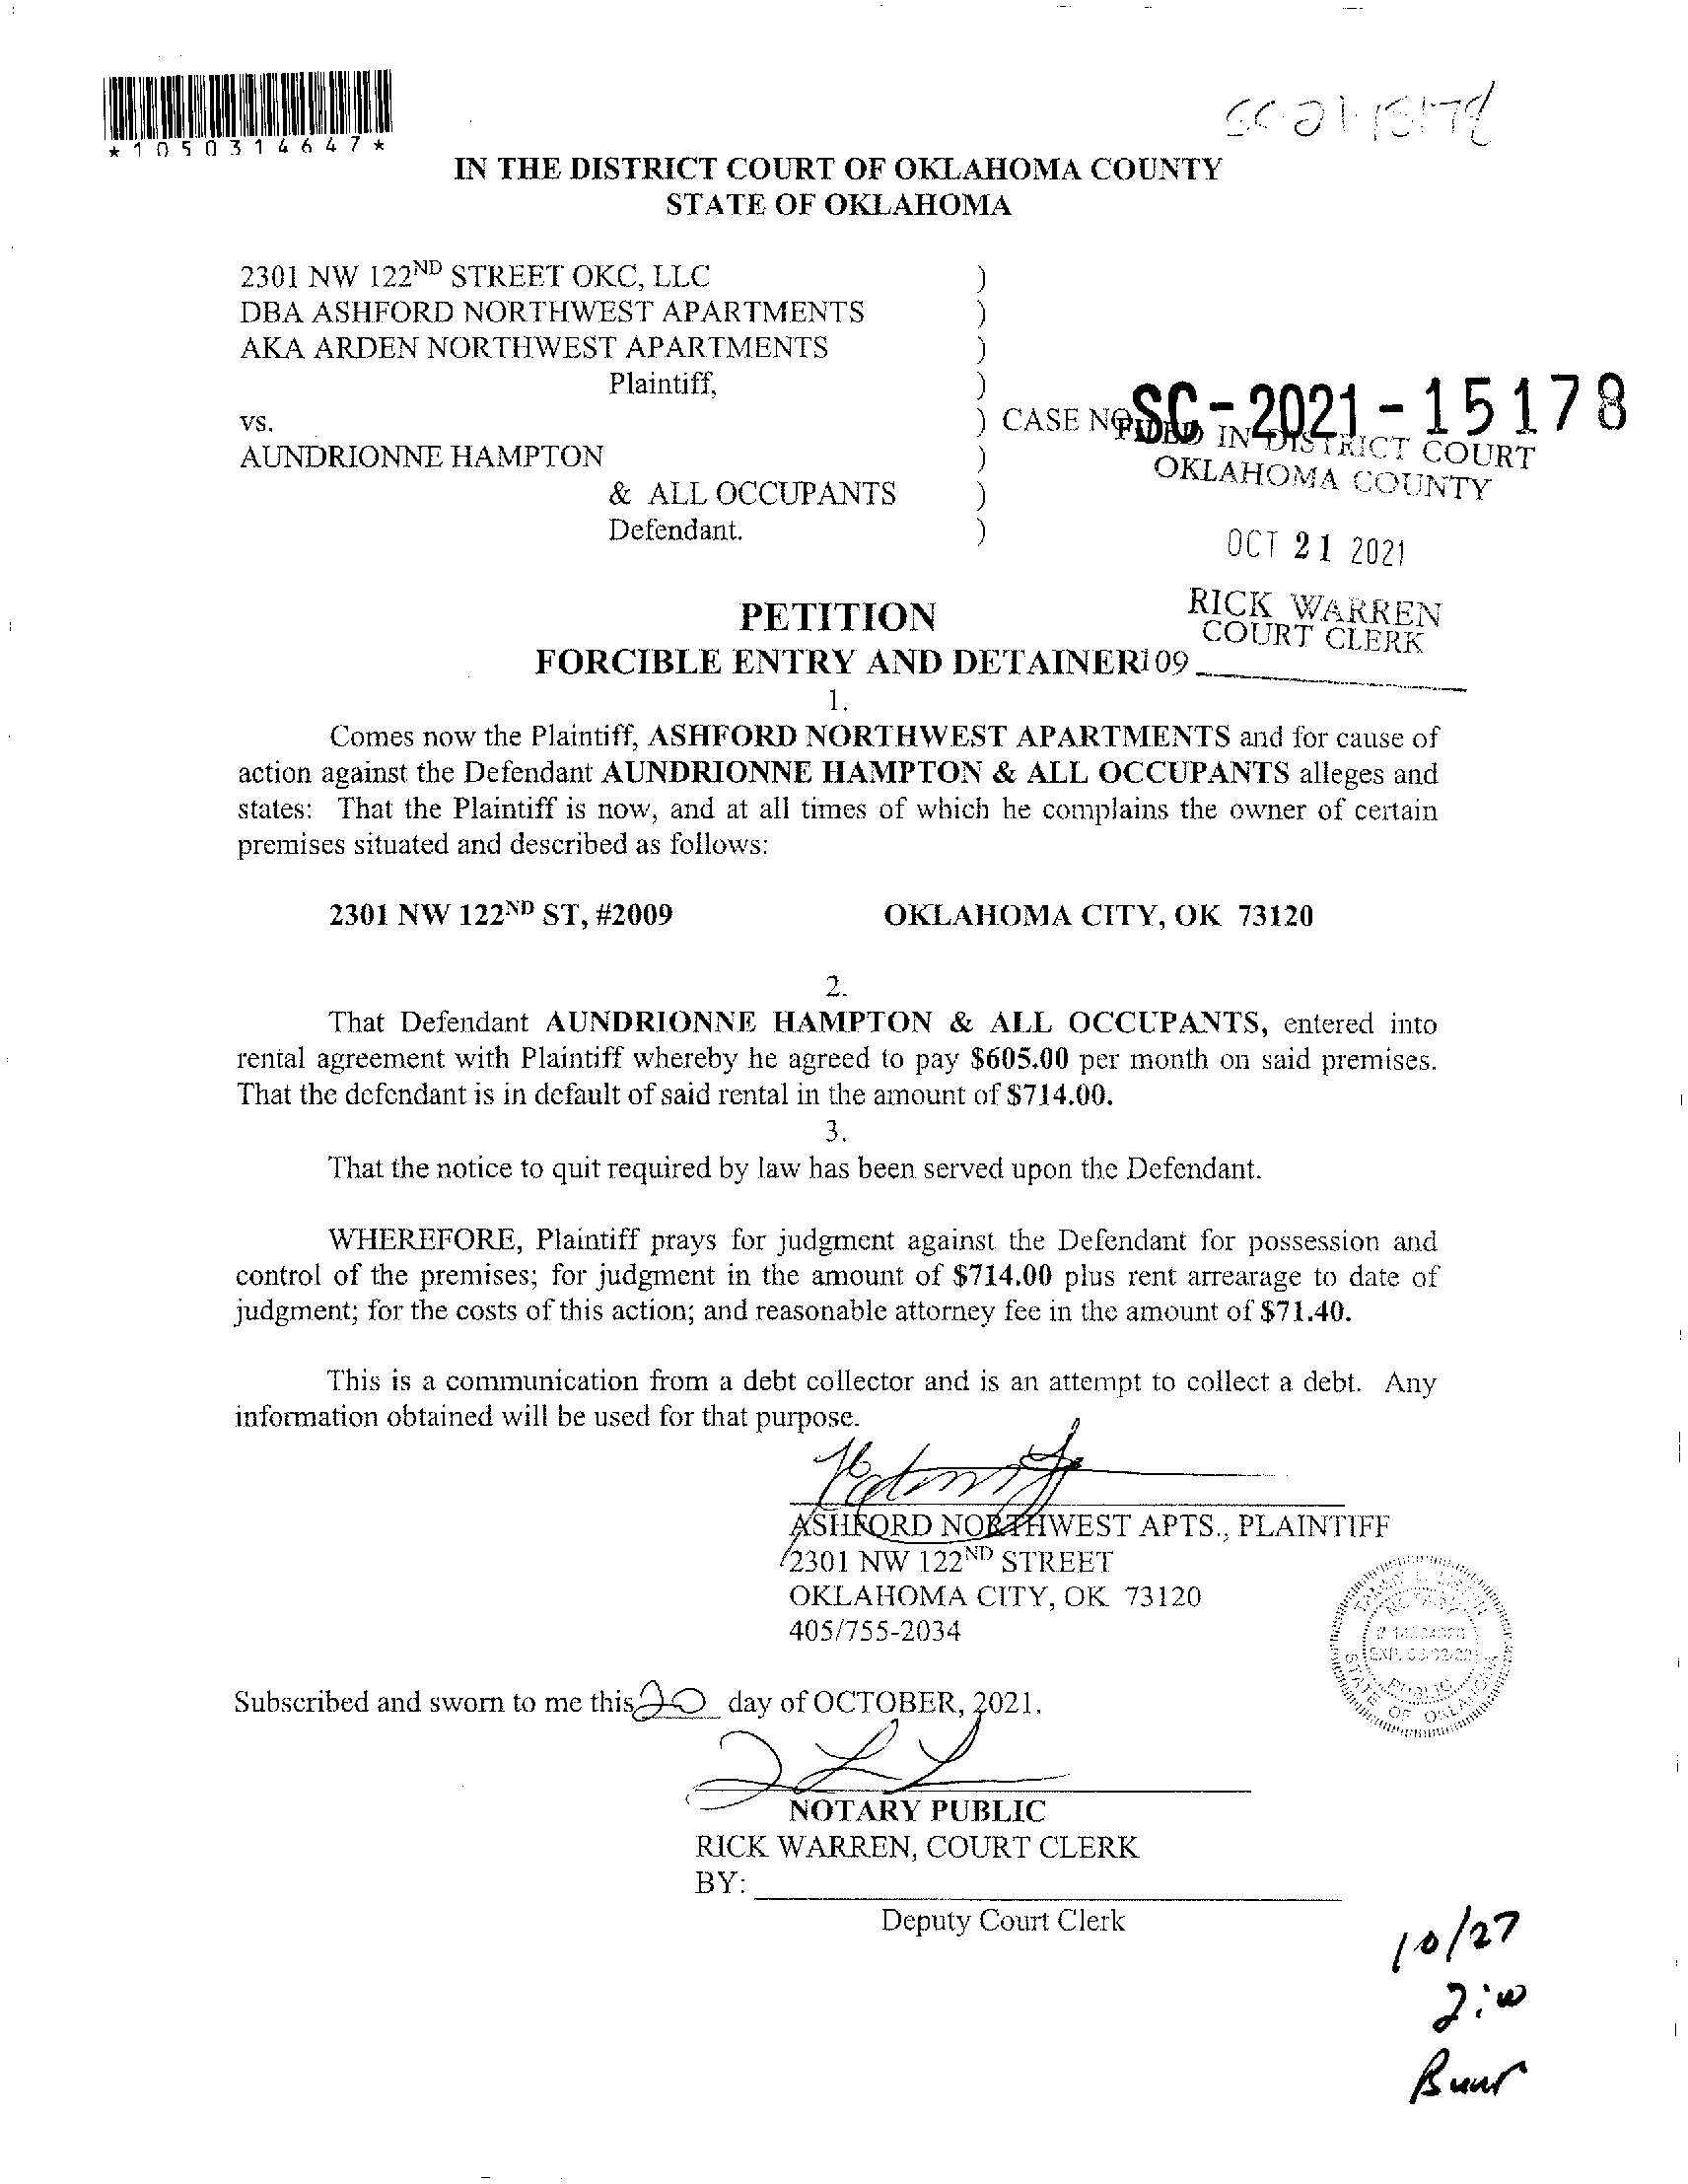 *1050314647*
SC-21-15178
IN THE DISTRICT COURT OF OKLAHOMA COUNTY
STATE OF OKLAHOMA
2301 NW 122ND STREET OKC, LLC )
DBA ASHFORD NORTHWEST APARTMENTS )
AKA ARDEN NORTHWEST APARTMENTS )
Plaintiff, )
vs. ) CASE NO. SC-2021-15178
FILED IN DISTRICT COURT
AUNDRIONNE HAMPTON )
OKLAHOMA COUNTY
& ALL OCCUPANTS )
Defendant. )
OCT 21 2021
RICK WARREN
COURT CLERK
PETITION
FORCIBLE ENTRY AND DETAINER
109
1.
Comes now the Plaintiff, ASHFORD NORTHWEST APARTMENTS and for cause of
action against the Defendant AUNDRIONNE HAMPTON & ALL OCCUPANTS alleges and
states: That the Plaintiff is now, and at all times of which he complains the owner of certain
premises situated and described as follows:
2301 NW 122ND ST, #2009 OKLAHOMA CITY, OK 73120
2.
That Defendant AUNDRIONNE HAMPTON & ALL OCCUPANTS, entered into
rental agreement with Plaintiff whereby he agreed to pay $605.00 per month on said premises.
That the defendant is in default of said rental in the amount of $714.00.
3.
That the notice to quit required by law has been served upon the Defendant.
WHEREFORE, Plaintiff prays for judgment against the Defendant for possession and
control of the premises; for judgment in the amount of $714.00 plus rent arrearage to date of
judgment; for the costs of this action; and reasonable attorney fee in the amount of $71.40.
This is a communication from a debt collector and is an attempt to collect a debt. Any
information obtained will be used for that purpose.
ASHFORD NORTHWEST APTS., PLAINTIFF
2301 NW 122ND STREET
OKLAHOMA CITY, OK 73120
405/755-2034
NOTARY
PUBLIC
STATE OF OKLAHOMA
Subscribed and sworn to me this 20 day of OCTOBER, 2021.
NOTARY PUBLIC
RICK WARREN, COURT CLERK
BY:
Deputy Court Clerk
10/27
2:00